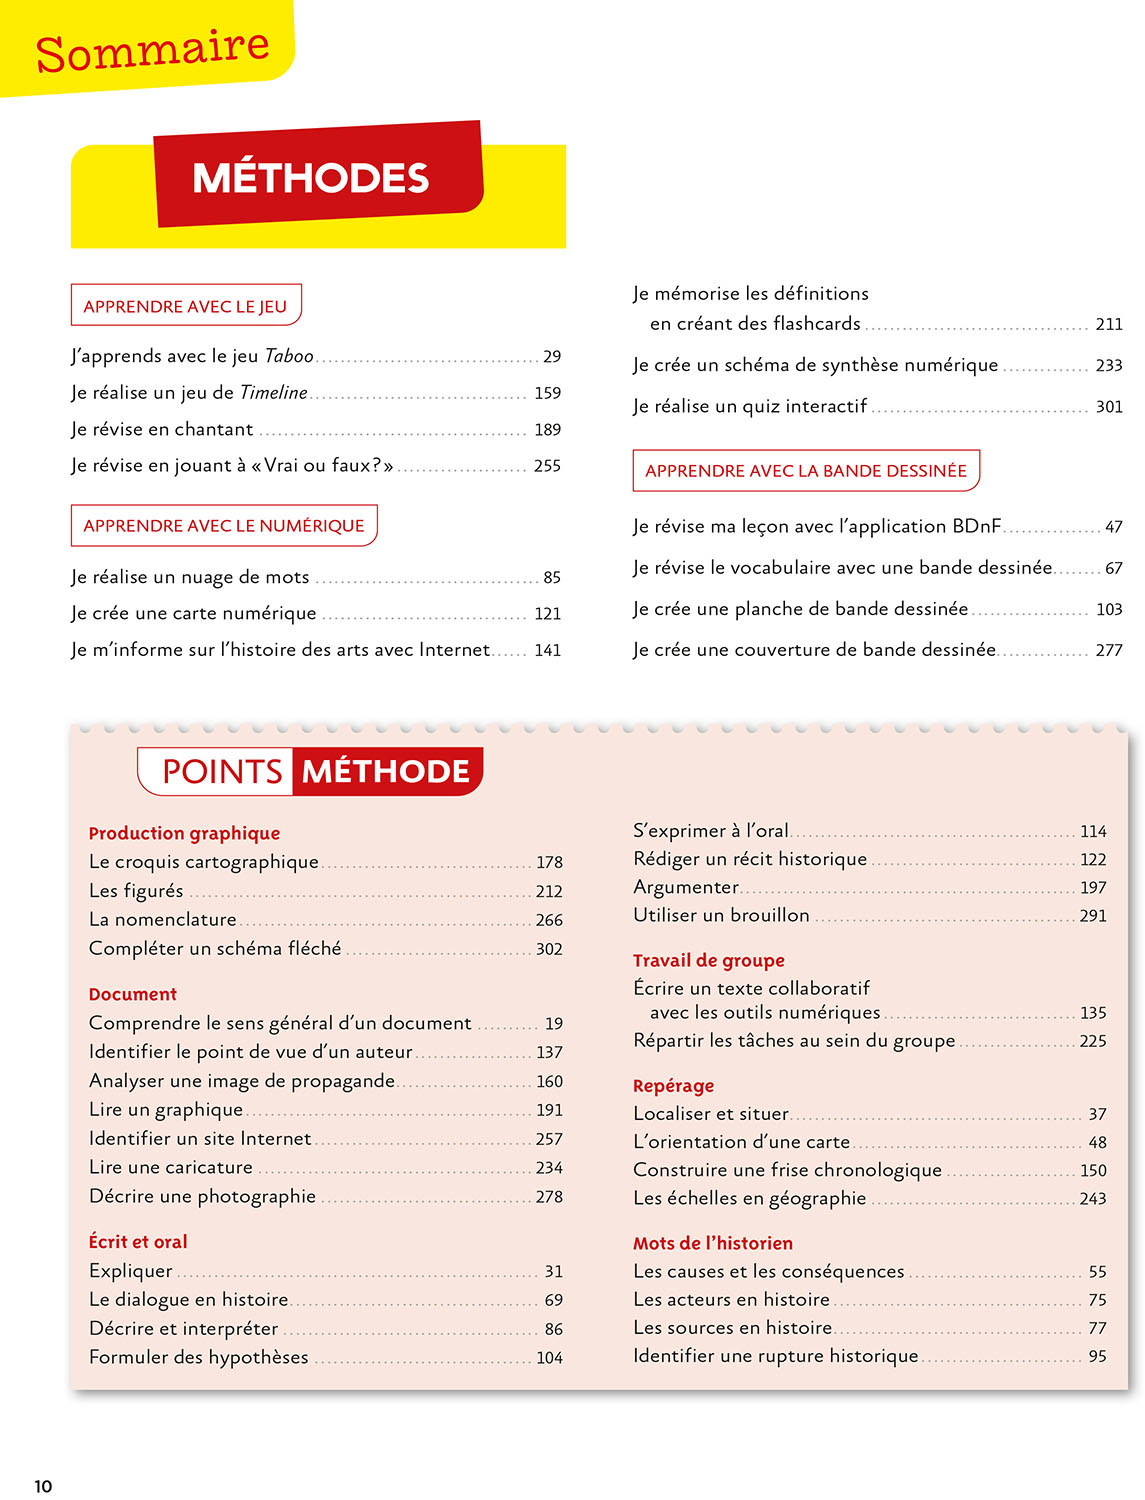 Sommaire
MÉTHODES
APPRENDRE AVEC LE JEU
J'apprends avec le jeu Taboo 29
Je réalise un jeu de Timeline 159
Je révise en chantant 189
Je révise en jouant à « Vrai ou faux ? » 255
APPRENDRE AVEC LE NUMÉRIQUE
Je réalise un nuage de mots 85
Je crée une carte numérique 121
Je m'informe sur l'histoire des arts avec Internet 141
Je mémorise les définitions
en créant des flashcards 211
Je crée un schéma de synthèse numérique 233
Je réalise un quiz interactif 301
APPRENDRE AVEC LA BANDE DESSINÉE
Je révise ma leçon avec l'application BDnF 47
Je révise le vocabulaire avec une bande dessinée 67
Je crée une planche de bande dessinée 103
Je crée une couverture de bande dessinée 277
POINTS MÉTHODE
Production graphique
Le croquis cartographique 178
Les figurés 212
La nomenclature 266
Compléter un schéma fléché 302
Document
Comprendre le sens général d'un document 19
Identifier le point de vue d'un auteur 137
Analyser une image de propagande 160
Lire un graphique 191
Identifier un site Internet 257
Lire une caricature 234
Décrire une photographie 278
Écrit et oral
Expliquer 31
Le dialogue en histoire 69
Décrire et interpréter 86
Formuler des hypothèses 104
S'exprimer à l'oral 114
Rédiger un récit historique 122
Argumenter 197
Utiliser un brouillon 291
Travail de groupe
Écrire un texte collaboratif
avec les outils numériques 135
Répartir les tâches au sein du groupe 225
Repérage
Localiser et situer 37
L'orientation d'une carte 48
Construire une frise chronologique 150
Les échelles en géographie 243
Mots de l'historien
Les causes et les conséquences 55
Les acteurs en histoire 75
Les sources en histoire 77
Identifier une rupture historique 95
10